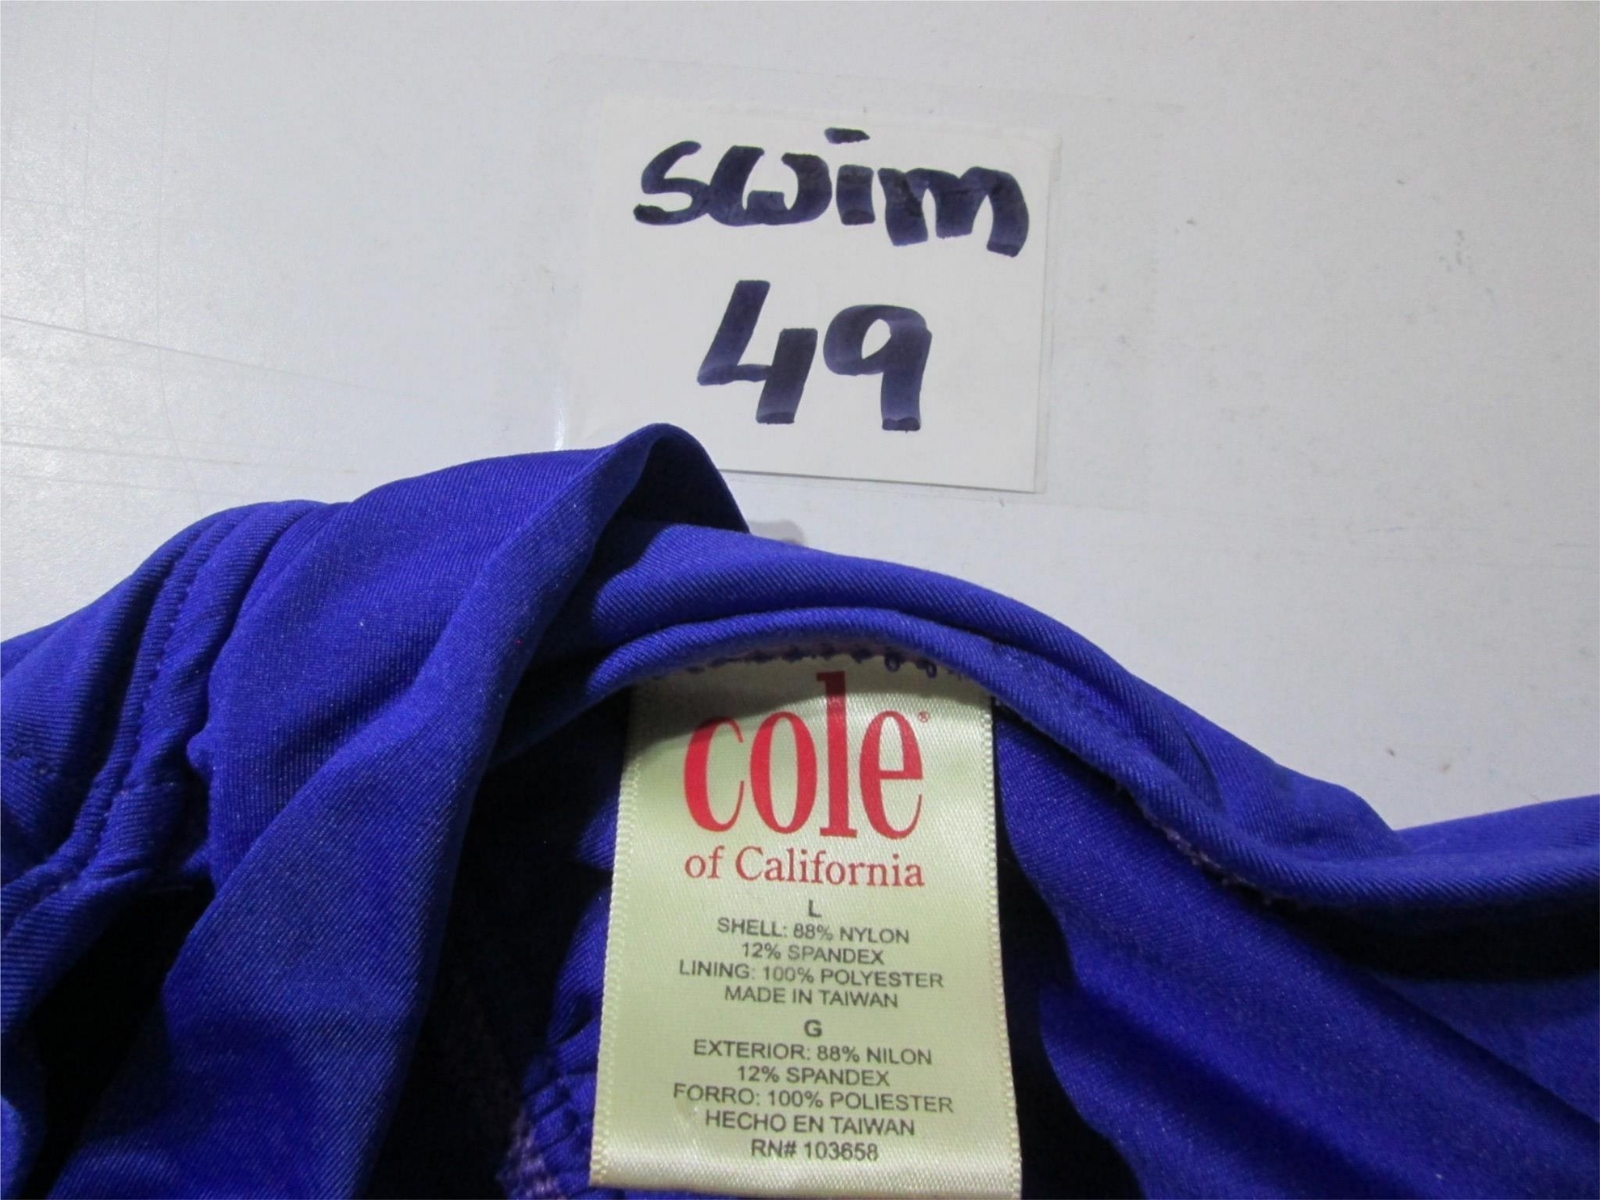 swim
49
cole®
of California
L
SHELL: 88% NYLON
12% SPANDEX
LINING: 100% POLYESTER
MADE IN TAIWAN
G
EXTERIOR: 88% NILON
12% SPANDEX
FORRO: 100% POLIESTER
HECHO EN TAIWAN
RN# 103658